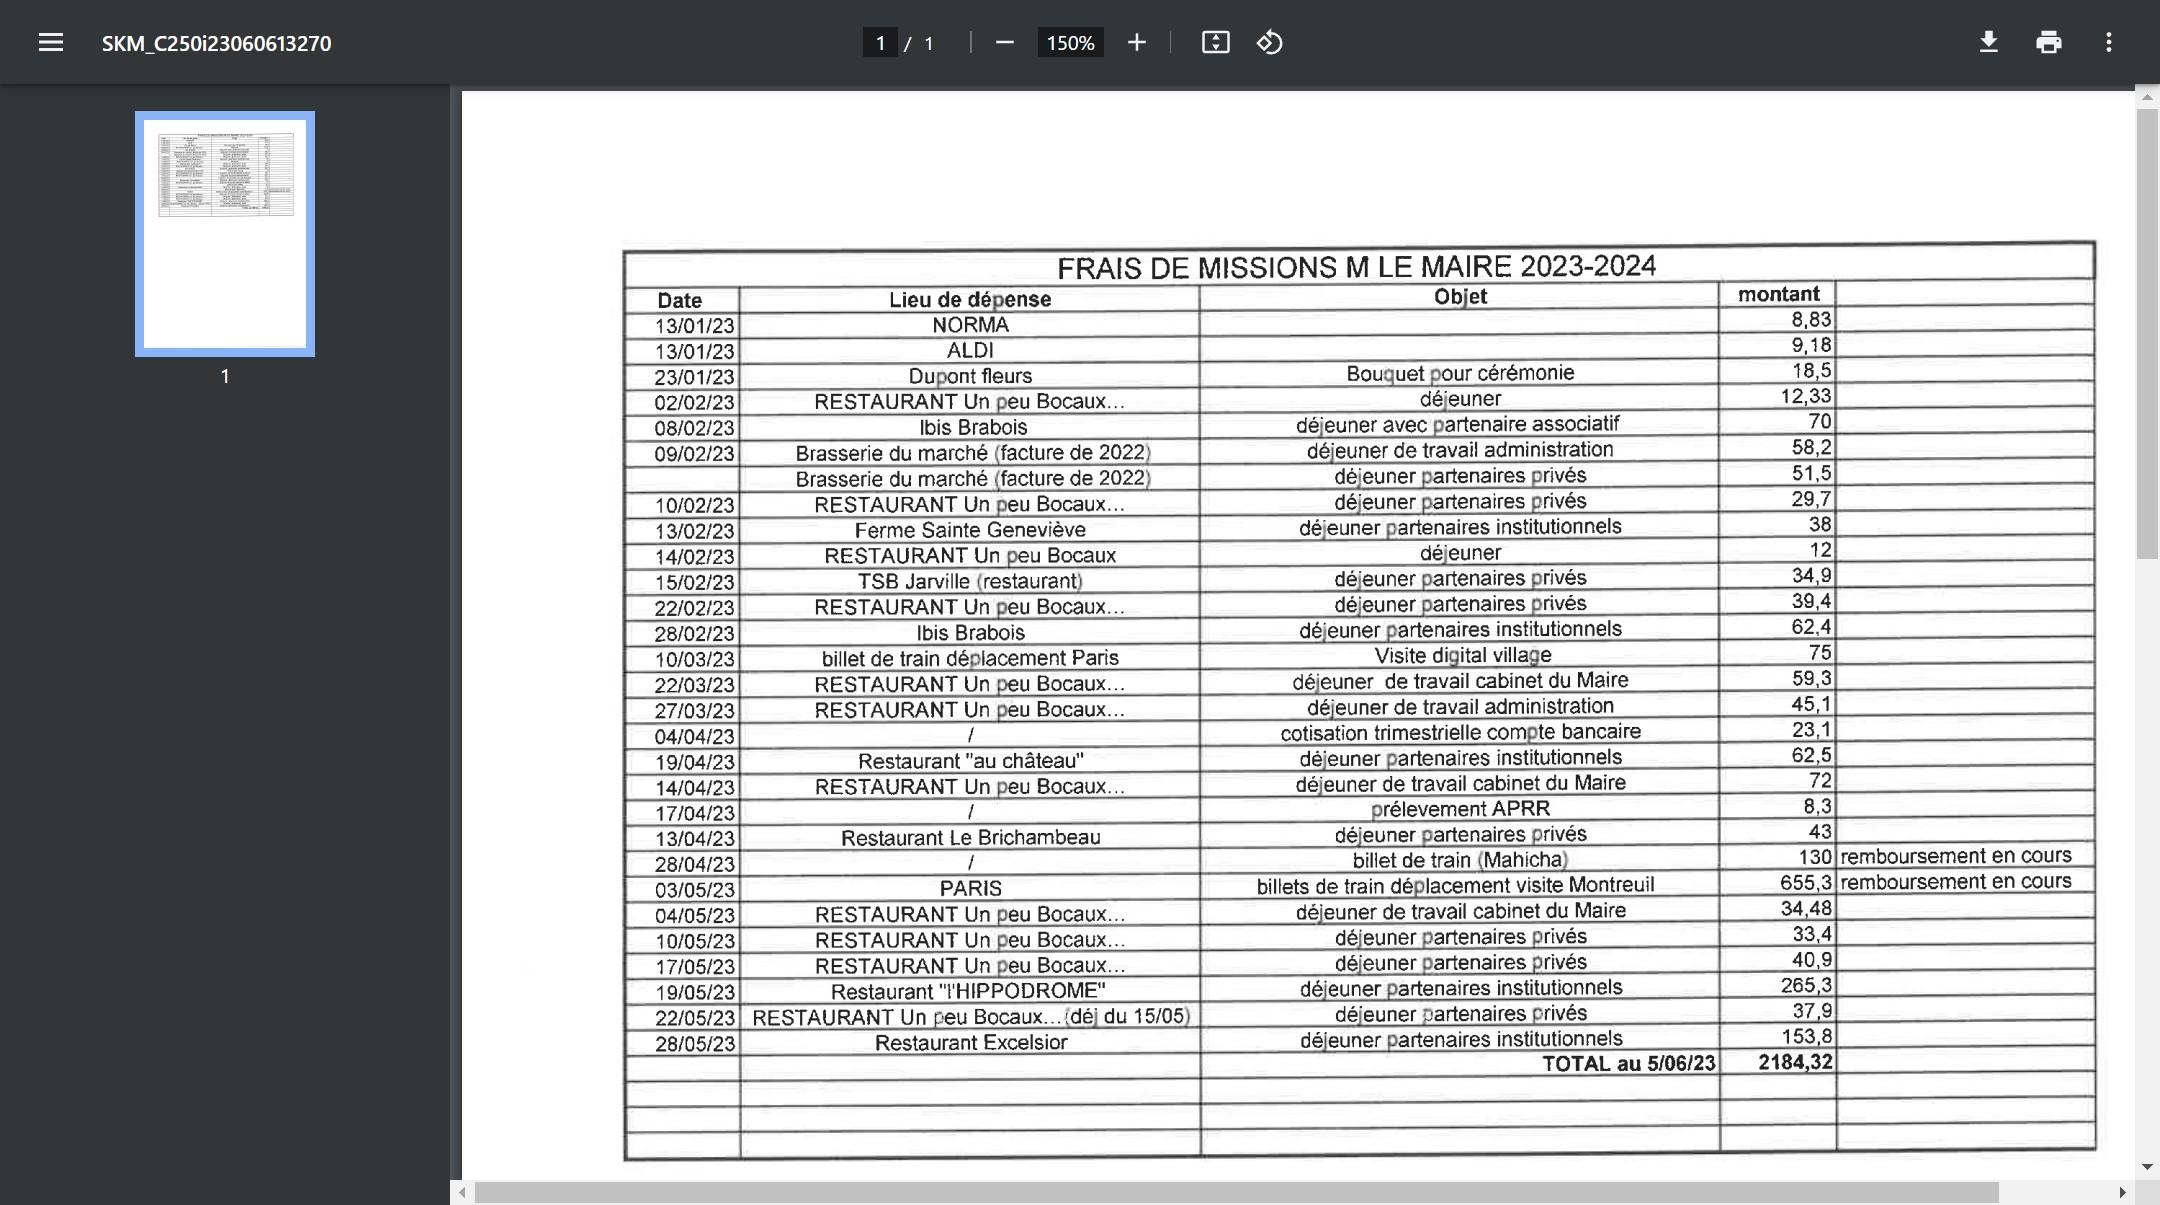 SKM_C250i23060613270
1 / 1
150%
1
FRAIS DE MISSIONS M LE MAIRE 2023-2024
Date Lieu de dépense Objet montant
13/01/23 NORMA 8,83
13/01/23 ALDI 9,18
23/01/23 Dupont fleurs Bouquet pour cérémonie 18,5
02/02/23 RESTAURANT Un peu Bocaux... déjeuner 12,33
08/02/23 Ibis Brabois déjeuner avec partenaire associatif 70
09/02/23 Brasserie du marché (facture de 2022) déjeuner de travail administration 58,2
Brasserie du marché (facture de 2022) déjeuner partenaires privés 51,5
10/02/23 RESTAURANT Un peu Bocaux... déjeuner partenaires privés 29,7
13/02/23 Ferme Sainte Geneviève déjeuner partenaires institutionnels 38
14/02/23 RESTAURANT Un peu Bocaux déjeuner 12
15/02/23 TSB Jarville (restaurant) déjeuner partenaires privés 34,9
22/02/23 RESTAURANT Un peu Bocaux... déjeuner partenaires privés 39,4
28/02/23 Ibis Brabois déjeuner partenaires institutionnels 62,4
10/03/23 billet de train déplacement Paris Visite digital village 75
22/03/23 RESTAURANT Un peu Bocaux... déjeuner de travail cabinet du Maire 59,3
27/03/23 RESTAURANT Un peu Bocaux... déjeuner de travail administration 45,1
04/04/23 / cotisation trimestrielle compte bancaire 23,1
19/04/23 Restaurant "au château" déjeuner partenaires institutionnels 62,5
14/04/23 RESTAURANT Un peu Bocaux... déjeuner de travail cabinet du Maire 72
17/04/23 / prélevement APRR 8,3
13/04/23 Restaurant Le Brichambeau déjeuner partenaires privés 43
28/04/23 / billet de train (Mahicha) 130 remboursement en cours
03/05/23 PARIS billets de train déplacement visite Montreuil 655,3 remboursement en cours
04/05/23 RESTAURANT Un peu Bocaux... déjeuner de travail cabinet du Maire 34,48
10/05/23 RESTAURANT Un peu Bocaux... déjeuner partenaires privés 33,4
17/05/23 RESTAURANT Un peu Bocaux... déjeuner partenaires privés 40,9
19/05/23 Restaurant "l'HIPPODROME" déjeuner partenaires institutionnels 265,3
22/05/23 RESTAURANT Un peu Bocaux...(déj du 15/05) déjeuner partenaires privés 37,9
28/05/23 Restaurant Excelsior déjeuner partenaires institutionnels 153,8
TOTAL au 5/06/23 2184,32